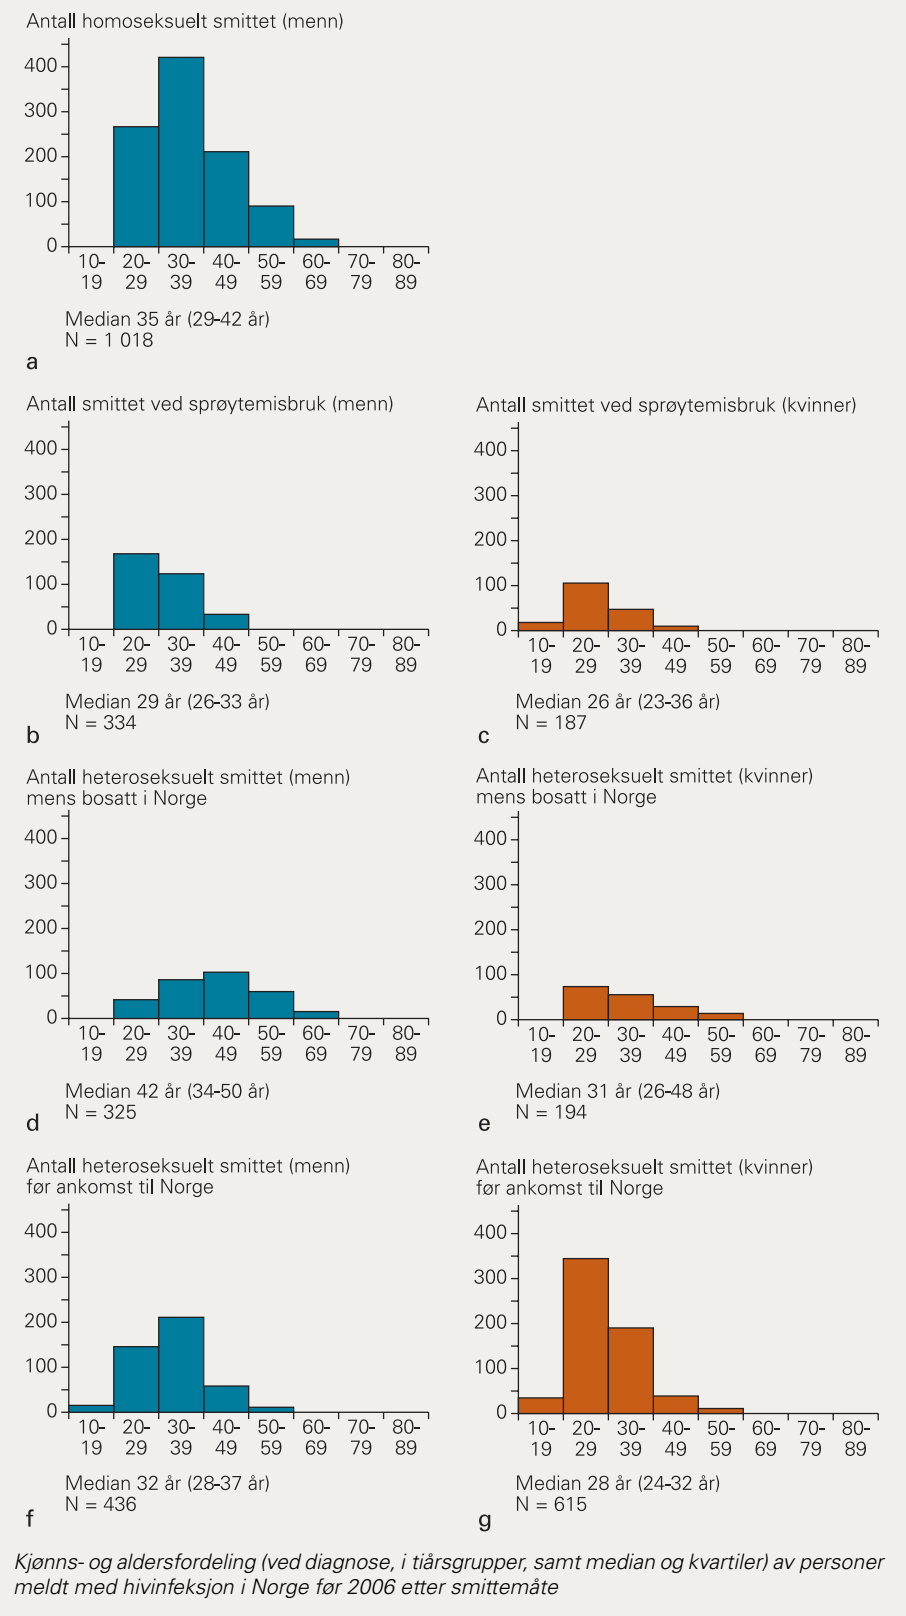 Antall homoseksuelt smittet (menn)
400
300
200
100
0
10- 20- 30- 40- 50- 60- 70- 80-
19 29 39 49 59 69 79 89
Median 35 år (29-42 år)
N = 1 018
a
Antall smittet ved sprøytemisbruk (menn)
400
300
200
100
0
10- 20- 30- 40- 50- 60- 70- 80-
19 29 39 49 59 69 79 89
Median 29 år (26-33 år)
N = 334
b
Antall smittet ved sprøytemisbruk (kvinner)
400
300
200
100
0
10- 20- 30- 40- 50- 60- 70- 80-
19 29 39 49 59 69 79 89
Median 26 år (23-36 år)
N = 187
c
Antall heteroseksuelt smittet (menn)
mens bosatt i Norge
400
300
200
100
0
10- 20- 30- 40- 50- 60- 70- 80-
19 29 39 49 59 69 79 89
Median 42 år (34-50 år)
N = 325
d
Antall heteroseksuelt smittet (kvinner)
mens bosatt i Norge
400
300
200
100
0
10- 20- 30- 40- 50- 60- 70- 80-
19 29 39 49 59 69 79 89
Median 31 år (26-48 år)
N = 194
e
Antall heteroseksuelt smittet (menn)
før ankomst til Norge
400
300
200
100
0
10- 20- 30- 40- 50- 60- 70- 80-
19 29 39 49 59 69 79 89
Median 32 år (28-37 år)
N = 436
f
Antall heteroseksuelt smittet (kvinner)
før ankomst til Norge
400
300
200
100
0
10- 20- 30- 40- 50- 60- 70- 80-
19 29 39 49 59 69 79 89
Median 28 år (24-32 år)
N = 615
g
Kjønns- og aldersfordeling (ved diagnose, i tiårsgrupper, samt median og kvartiler) av personer
meldt med hivinfeksjon i Norge før 2006 etter smittemåte